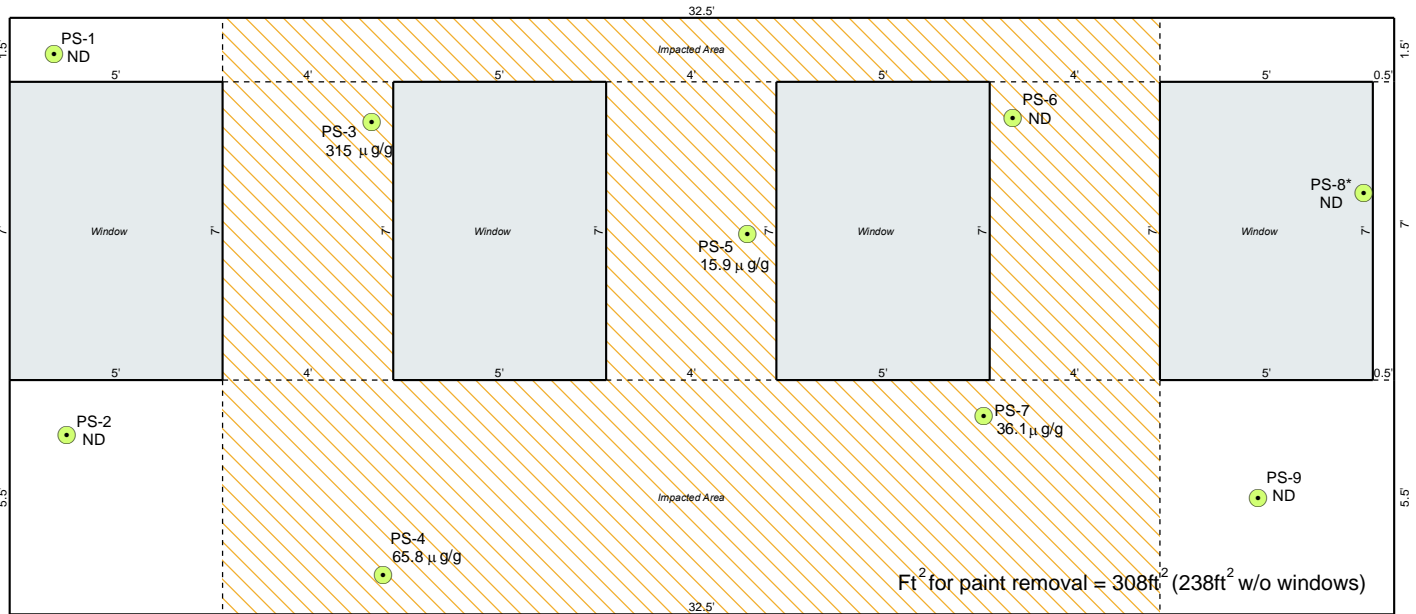 32.5'
PS-1
ND
1.5'
Impacted Area
1.5'
5'
4'
5'
4'
5'
4'
5'
0.5'
PS-3
315 μ g/g
PS-6
ND
PS-8*
ND
7'
Window
7'
7'
Window
7'
7'
Window
7'
7'
Window
7'
7'
PS-5
15.9 μ g/g
5'
4'
5'
4'
5'
4'
5'
0.5'
PS-2
ND
PS-7
36.1 μ g/g
5.5'
Impacted Area
PS-9
ND
5.5'
PS-4
65.8 μ g/g
Ft² for paint removal = 308ft² (238ft² w/o windows)
32.5'